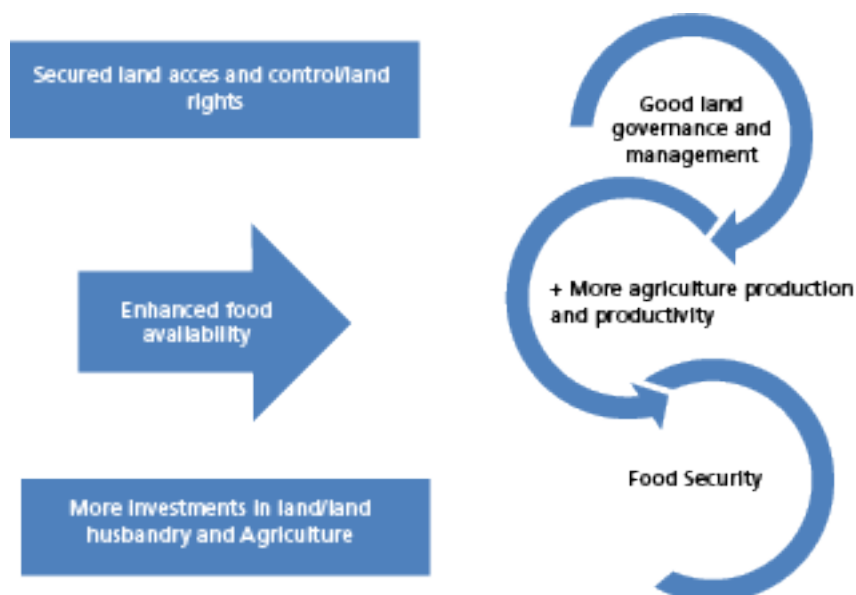 Secured land acces and control/land
rights
Good land
governance and
management
Enhanced food
availability
+ More agriculture production
and productivity
More investments in land/land
husbandry and Agriculture
Food Security